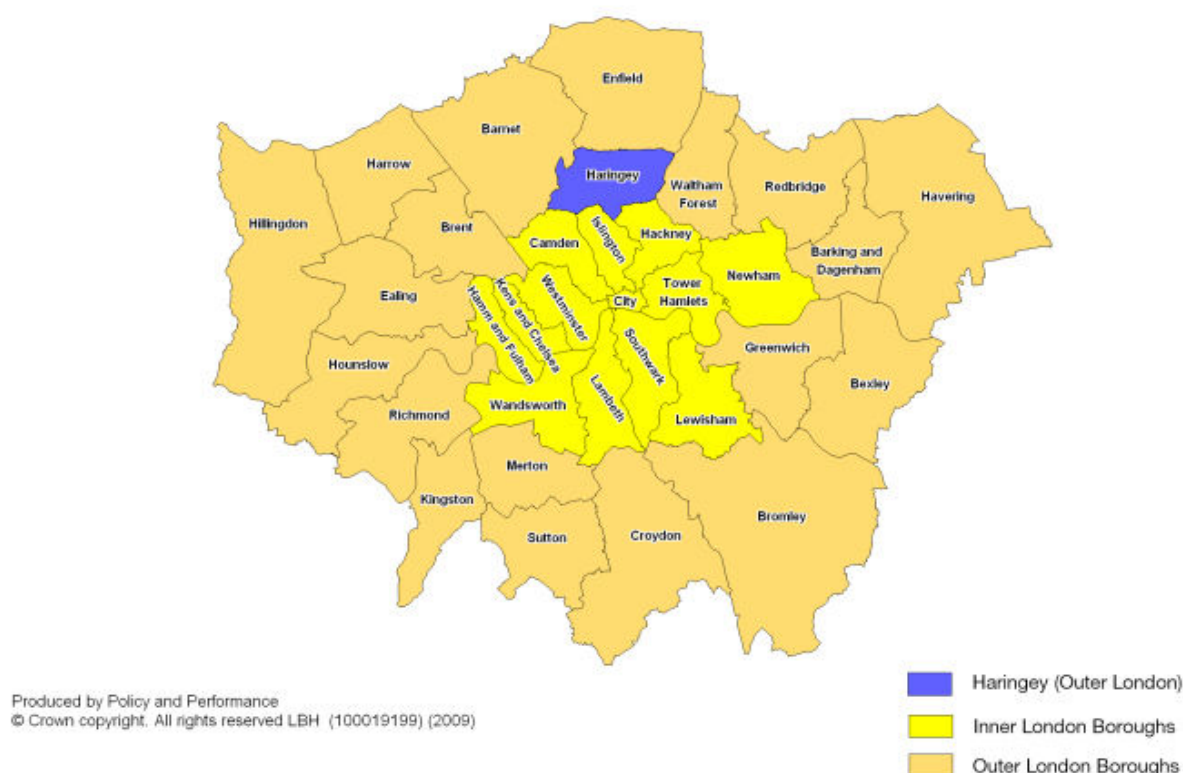 Enfield
Barnet
Harrow
Haringey
Waltham
Forest
Redbridge
Havering
Hillingdon
Brent
Camden
Islington
Hackney
Barking and
Dagenham
Newham
Tower
Hamlets
Ealing
Hamm and Fulham
Kens and Chelsea
Westminster
City
Southwark
Greenwich
Hounslow
Bexley
Lambeth
Wandsworth
Richmond
Lewisham
Merton
Kingston
Bromley
Sutton
Croydon
Produced by Policy and Performance
© Crown copyright. All rights reserved LBH (100019199) (2009)
Haringey (Outer London)
Inner London Boroughs
Outer London Boroughs